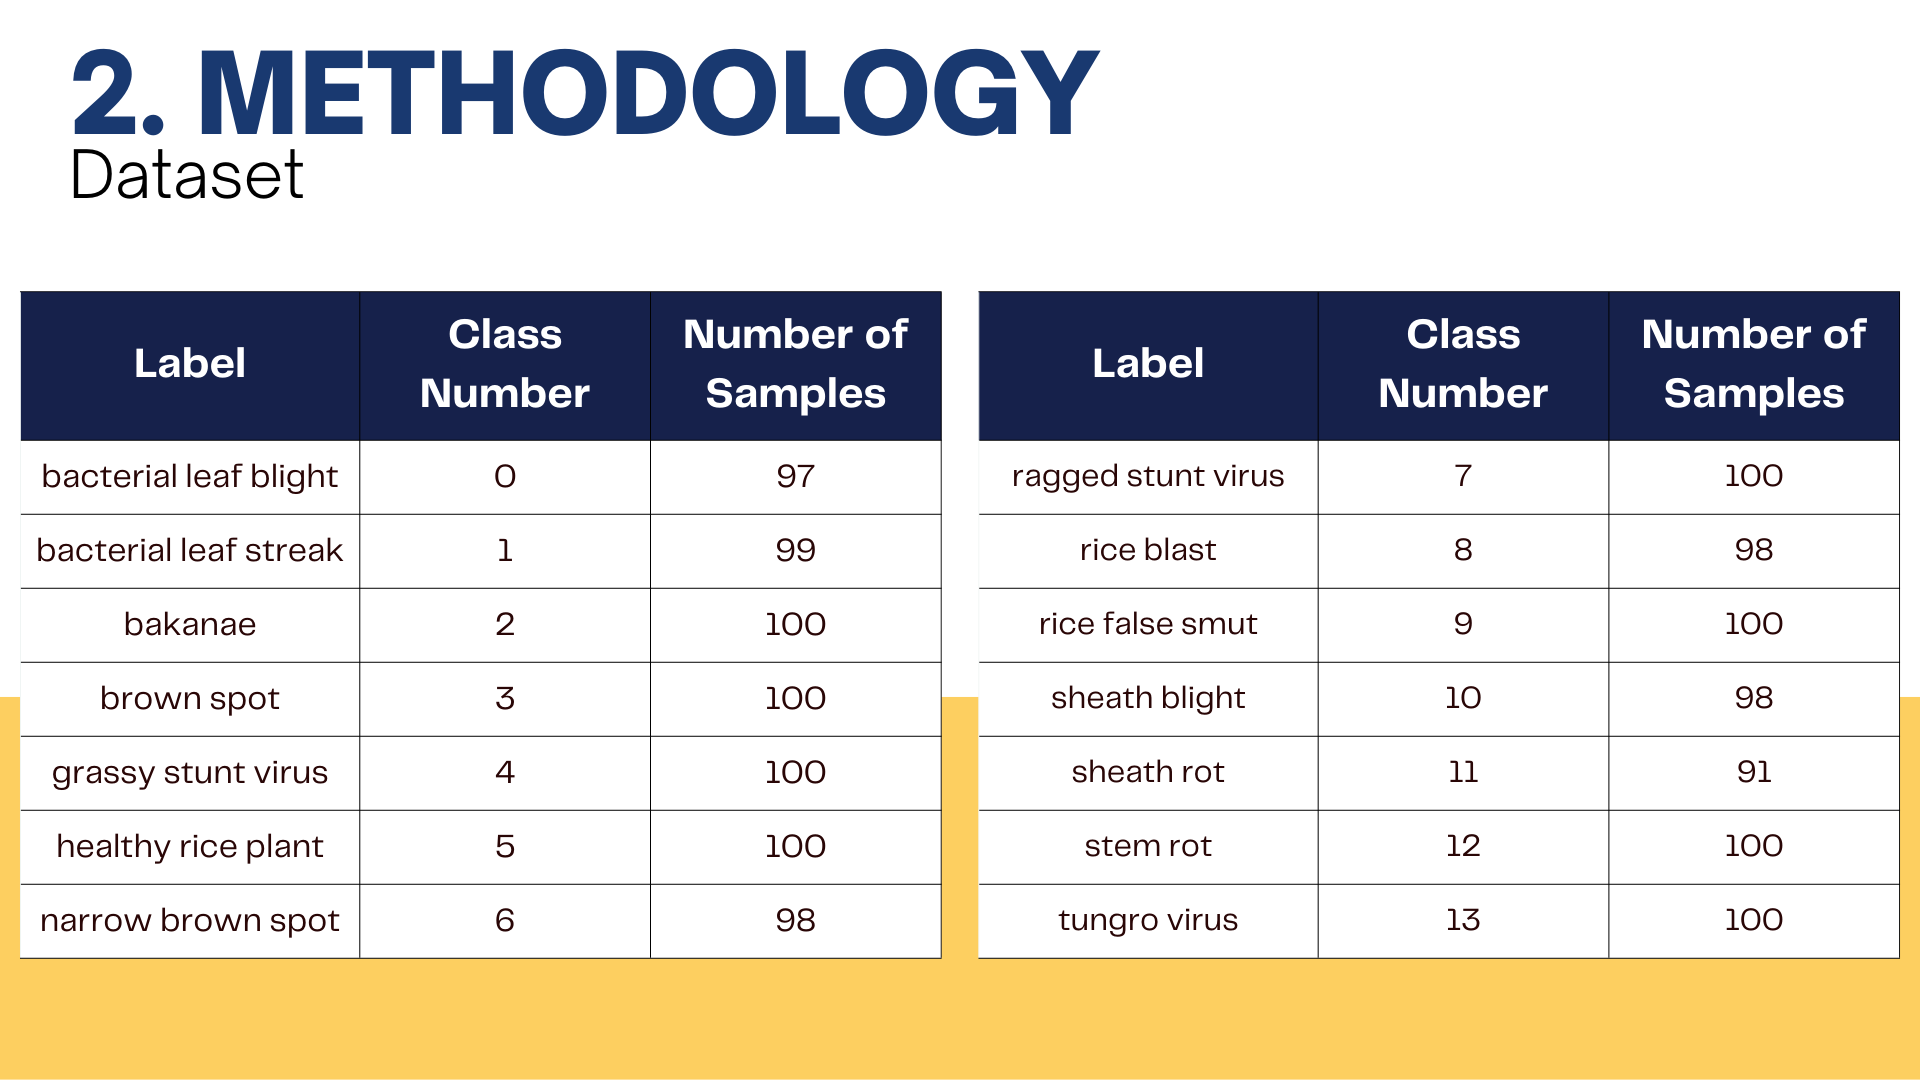 2. METHODOLOGY
Dataset
Label Class Number Number of Samples
bacterial leaf blight 0 97
bacterial leaf streak 1 99
bakanae 2 100
brown spot 3 100
grassy stunt virus 4 100
healthy rice plant 5 100
narrow brown spot 6 98
Label Class Number Number of Samples
ragged stunt virus 7 100
rice blast 8 98
rice false smut 9 100
sheath blight 10 98
sheath rot 11 91
stem rot 12 100
tungro virus 13 100